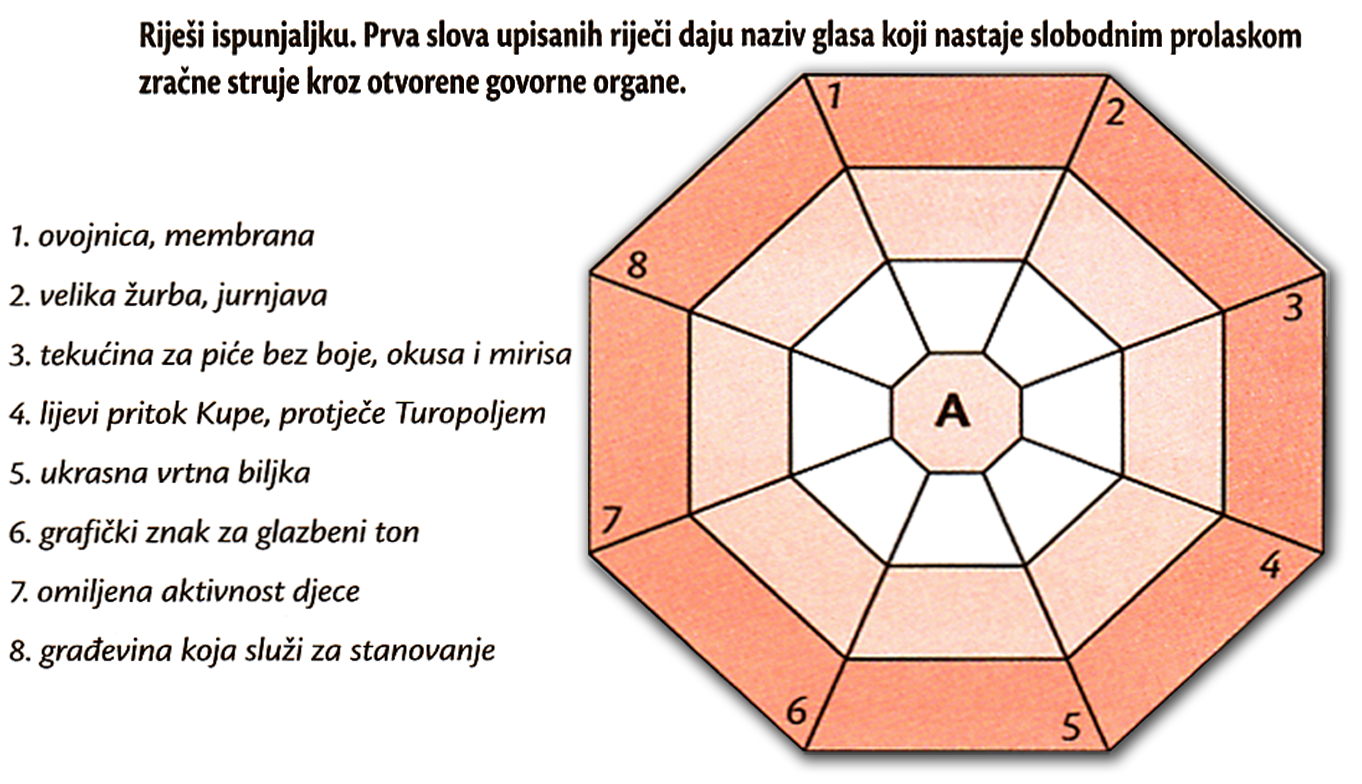 Riješi ispunjaljku. Prva slova upisanih riječi daju naziv glasa koji nastaje slobodnim prolaskom
zračne struje kroz otvorene govorne organe.
1. ovojnica, membrana
2. velika žurba, jurnjava
3. tekućina za piće bez boje, okusa i mirisa
4. lijevi pritok Kupe, protječe Turopoljem
5. ukrasna vrtna biljka
6. grafički znak za glazbeni ton
7. omiljena aktivnost djece
8. građevina koja služi za stanovanje
1
2
8
3
A
7
4
6
5